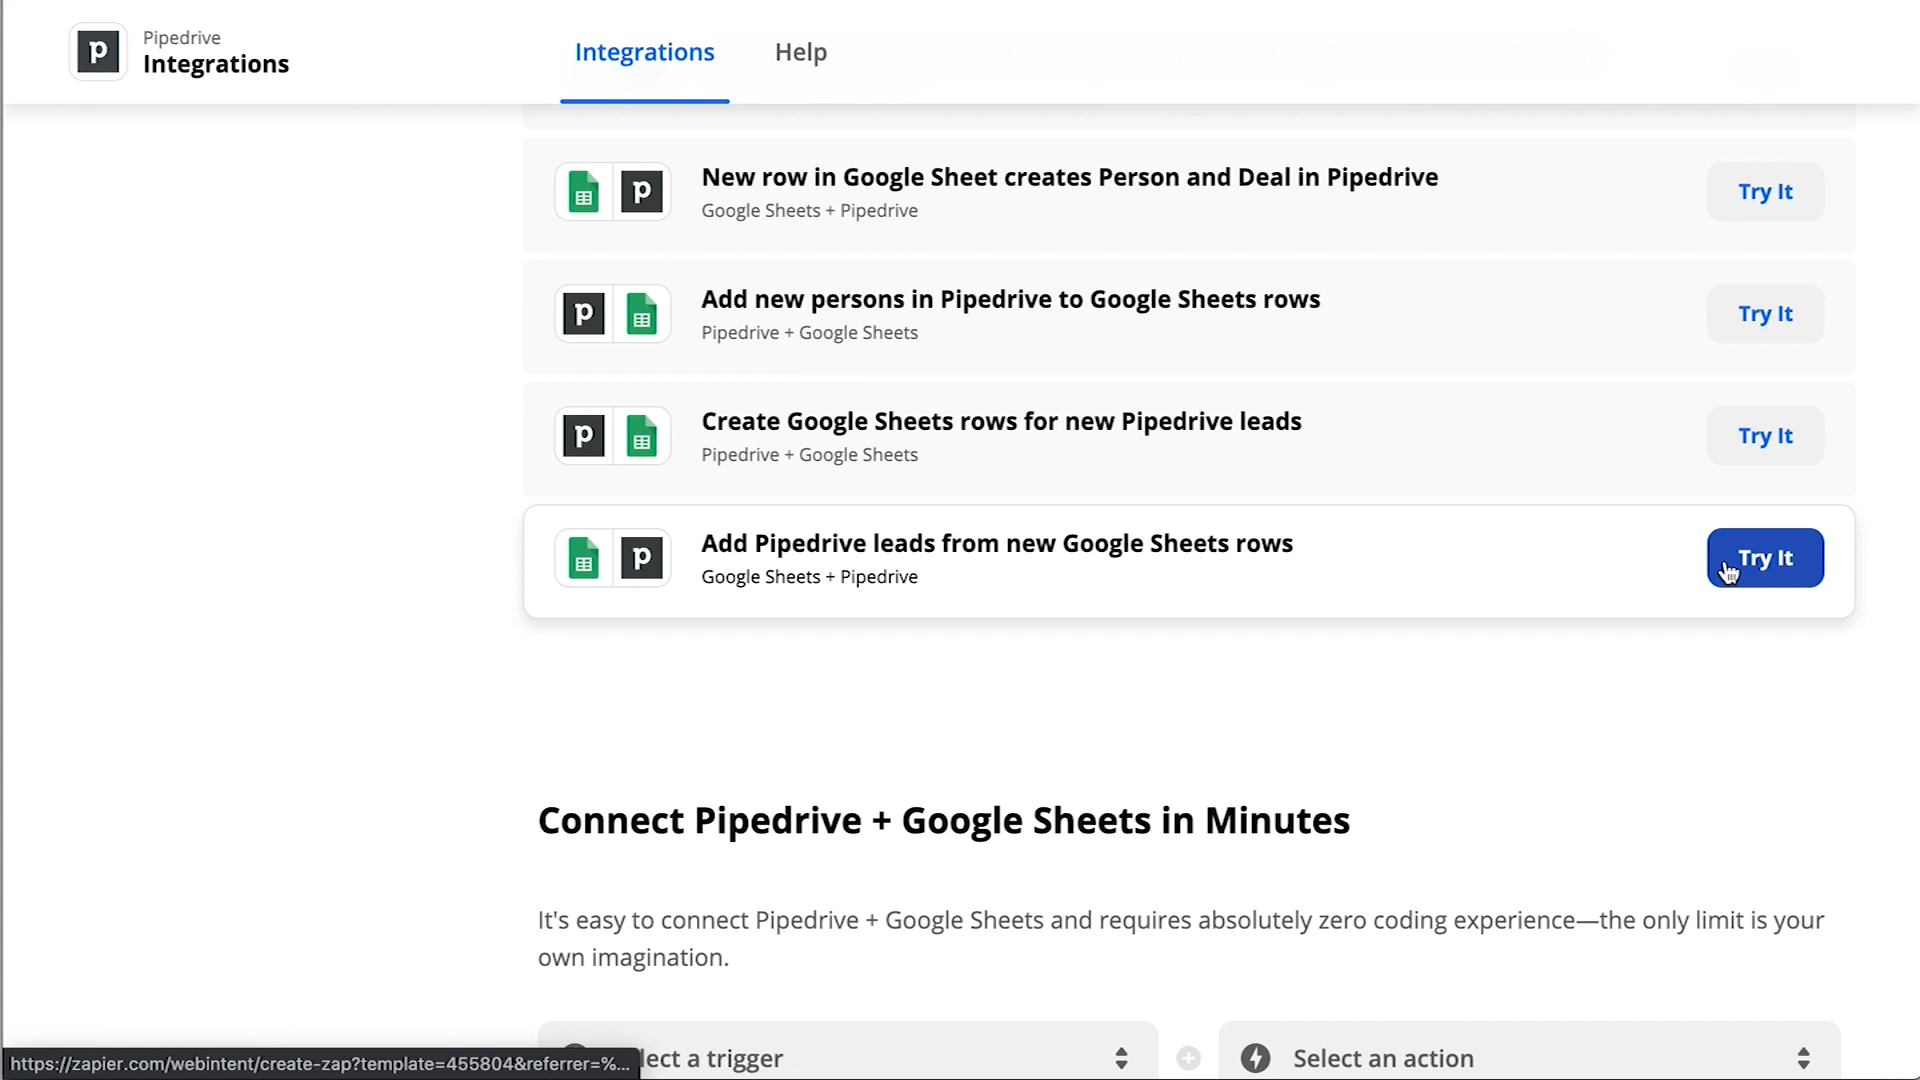 Pipedrive
Integrations
Integrations
Help
New row in Google Sheet creates Person and Deal in Pipedrive
Google Sheets + Pipedrive
Try It
Add new persons in Pipedrive to Google Sheets rows
Pipedrive + Google Sheets
Try It
Create Google Sheets rows for new Pipedrive leads
Pipedrive + Google Sheets
Try It
Add Pipedrive leads from new Google Sheets rows
Google Sheets + Pipedrive
Try It
Connect Pipedrive + Google Sheets in Minutes
It's easy to connect Pipedrive + Google Sheets and requires absolutely zero coding experience—the only limit is your
own imagination.
lect a trigger
Select an action
https://zapier.com/webintent/create-zap?template=455804&referrer=%...